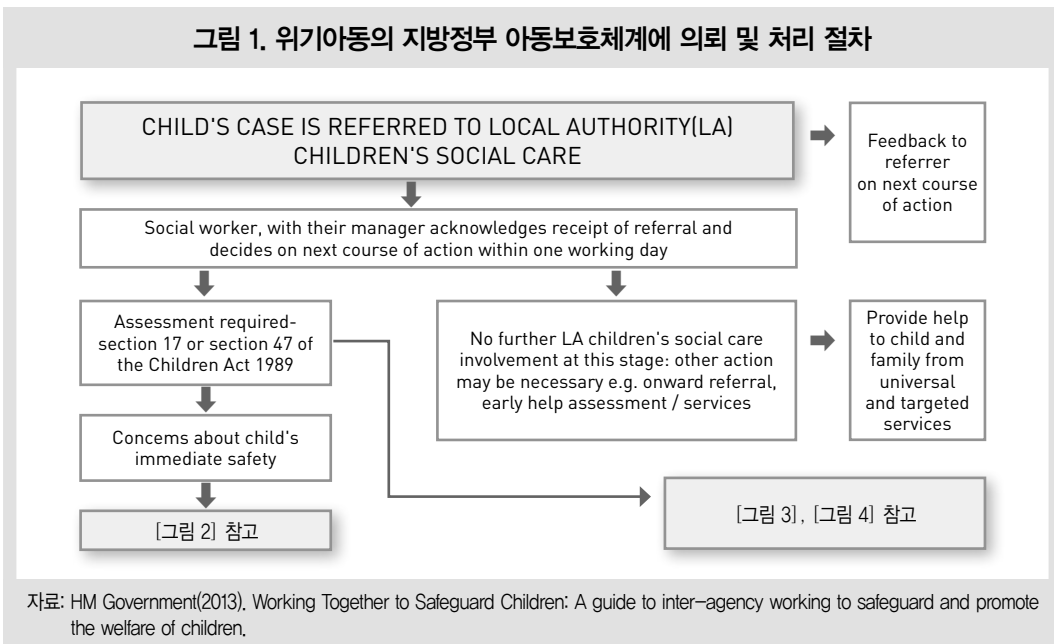 그림 1. 위기아동의 지방정부 아동보호체계에 의뢰 및 처리 절차
CHILD'S CASE IS REFERRED TO LOCAL AUTHORITY(LA)
CHILDREN'S SOCIAL CARE
Feedback to
referrer
on next course
of action
Social worker, with their manager acknowledges receipt of referral and
decides on next course of action within one working day
Assessment required-
section 17 or section 47 of
the Children Act 1989
No further LA children's social care
involvement at this stage: other action
may be necessary e.g. onward referral,
early help assessment / services
Provide help
to child and
family from
universal
and targeted
services
Concerns about child's
immediate safety
[그림 2] 참고
[그림 3], [그림 4] 참고
자료: HM Government(2013). Working Together to Safeguard Children: A guide to inter-agency working to safeguard and promote
the welfare of children.